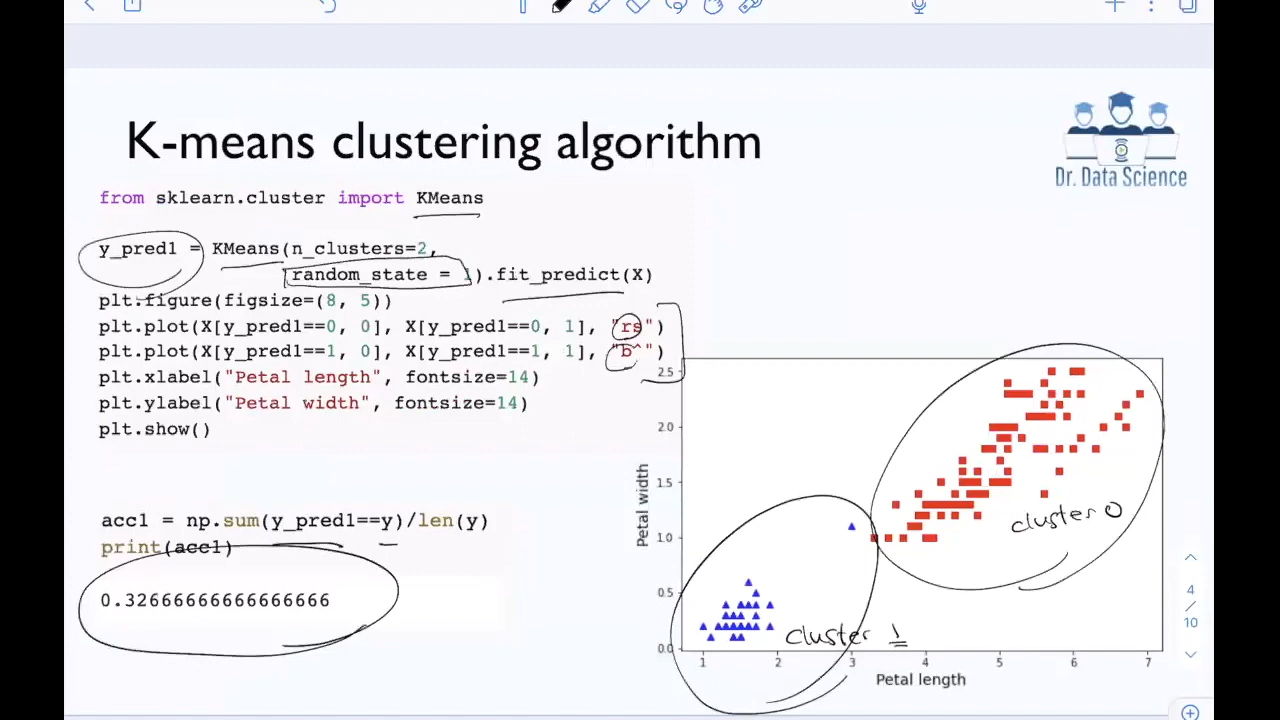 K-means clustering algorithm
Dr. Data Science
from sklearn.cluster import KMeans
y_pred1 = KMeans(n_clusters=2,
random_state = 1).fit_predict(X)
plt.figure(figsize=(8, 5))
plt.plot(X[y_pred1==0, 0], X[y_pred1==0, 1], "rs")
plt.plot(X[y_pred1==1, 0], X[y_pred1==1, 1], "b^")
plt.xlabel("Petal length", fontsize=14)
plt.ylabel("Petal width", fontsize=14)
plt.show()
acc1 = np.sum(y_pred1==y)/len(y)
print(acc1)
0.32666666666666666
2.5
2.0
1.5
1.0
0.5
0.0
Petal width
cluster 0
cluster 1
1 2 3 4 5 6 7
Petal length
4
/
10